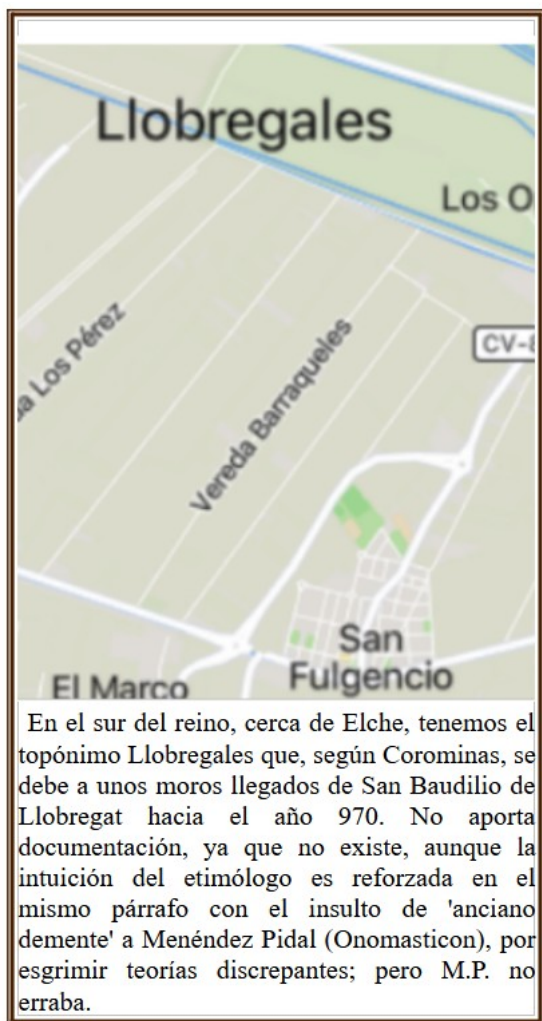 Llobregales
Los O
CV-8
a Los Pérez
Vereda Barraqueles
San
Fulgencio
El Marco
En el sur del reino, cerca de Elche, tenemos el
topónimo Llobregales que, según Corominas, se
debe a unos moros llegados de San Baudilio de
Llobregat hacia el año 970. No aporta
documentación, ya que no existe, aunque la
intuición del etimólogo es reforzada en el
mismo párrafo con el insulto de 'anciano
demente' a Menéndez Pidal (Onomasticon), por
esgrimir teorías discrepantes; pero M.P. no
erraba.